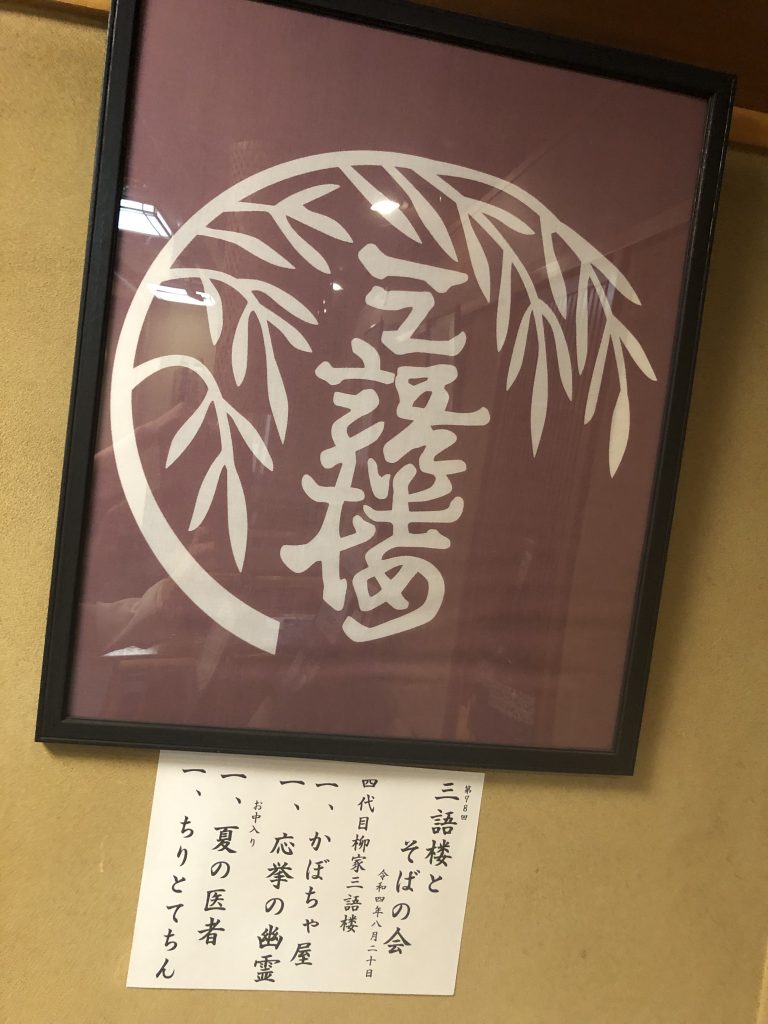 三語楼
第98回
三語楼と
そばの会
令和四年八月二十日
四代目柳家三語楼
一、かぼちゃ屋
一、応挙の幽霊
お中入り
一、夏の医者
一、ちりとてちん